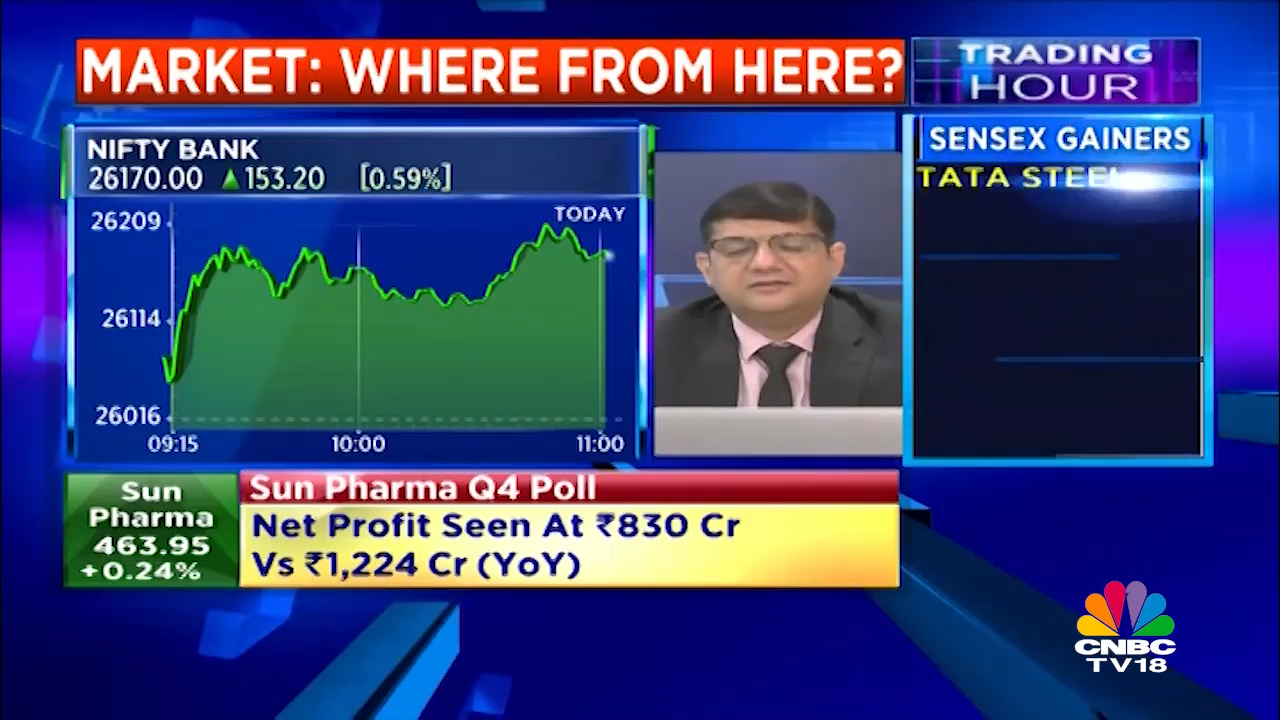 MARKET: WHERE FROM HERE?
TRADING
HOUR
NIFTY BANK
26170.00 ▲153.20 [0.59%]
TODAY
26209
26114
26016
09:15 10:00 11:00
SENSEX GAINERS
TATA STEEL
Sun
Pharma
463.95
+0.24%
Sun Pharma Q4 Poll
Net Profit Seen At ₹830 Cr
Vs ₹1,224 Cr (YoY)
CNBC
TV18